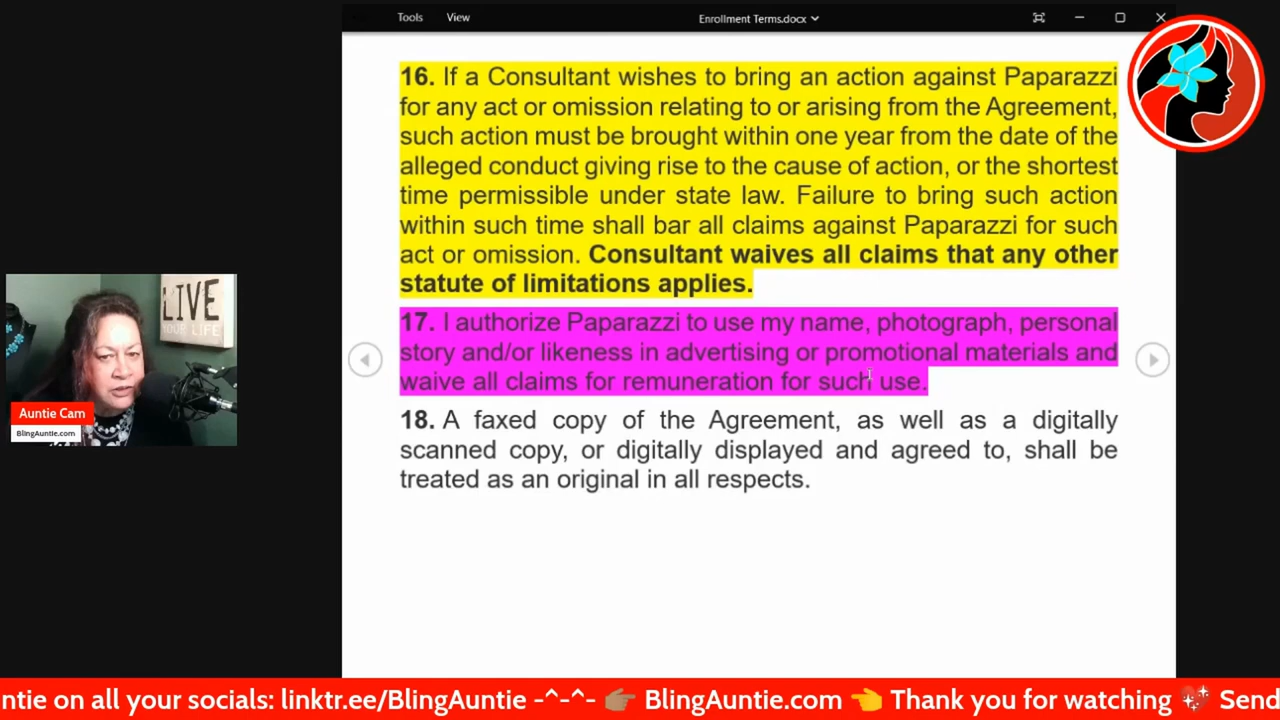 Tools View Enrollment Terms.docx
16. If a Consultant wishes to bring an action against Paparazzi
for any act or omission relating to or arising from the Agreement,
such action must be brought within one year from the date of the
alleged conduct giving rise to the cause of action, or the shortest
time permissible under state law. Failure to bring such action
within such time shall bar all claims against Paparazzi for such
act or omission. Consultant waives all claims that any other
statute of limitations applies.
17. I authorize Paparazzi to use my name, photograph, personal
story and/or likeness in advertising or promotional materials and
waive all claims for remuneration for such use.
18. A faxed copy of the Agreement, as well as a digitally
scanned copy, or digitally displayed and agreed to, shall be
treated as an original in all respects.
LIVE
YOUR LIFE
Auntie Cam
BlingAuntie.com
ntie on all your socials: linktr.ee/BlingAuntie -^-^- 👉🏽 BlingAuntie.com 👈 Thank you for watching 💖 Send